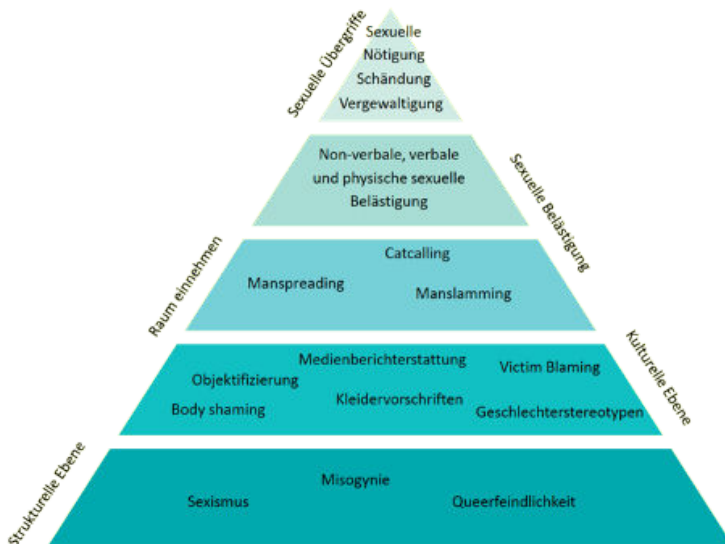 Sexuelle Übergriffe
Sexuelle
Nötigung
Schändung
Vergewaltigung
Non-verbale, verbale
und physische sexuelle
Belästigung
Sexuelle Belästigung
Raum einnehmen
Catcalling
Manspreading
Manslamming
Kulturelle Ebene
Medienberichterstattung
Victim Blaming
Objektifizierung
Kleidervorschriften
Body shaming
Geschlechterstereotypen
Strukturelle Ebene
Misogynie
Sexismus
Queerfeindlichkeit